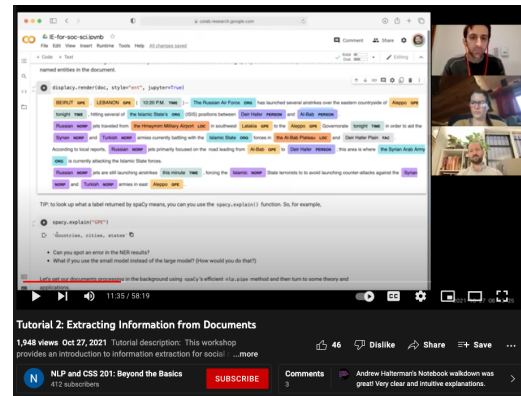 colab.research.google.com
IE-for-soc-sci.ipynb
File Edit View Insert Runtime Tools Help All changes saved
Comment Share
+ Code + Text
Editing
named entities in the document.
displacy.render(doc, style="ent", jupyter=True)
BEIRUT GPE , LEBANON GPE ( 10:20 P.M. TIME )-- The Russian Air Force ORG has launched several airstrikes over the eastern countryside of Aleppo GPE
tonight TIME , hitting several of the Islamic State's ORG (ISIS) positions between Deir Hafer PERSON and Al-Bab PERSON .
Russian NORP jets traveled from the Hmaymim Military Airport LOC in southwest Latakia GPE to the Aleppo GPE Governorate tonight TIME in order to aid the
Syrian NORP and Turkish NORP armies currently battling with the Islamic State ORG forces in the Al-Bab Plateau LOC and Deir Hafer Plain FAC .
According to local reports, Russian NORP jets primarily focused on the road leading from Al-Bab GPE to Deir Hafer PERSON ; this area is where the Syrian Arab Army
ORG is currently attacking the Islamic State forces.
Russian NORP jets are still launching airstrikes this minute TIME , forcing the Islamic NORP State terrorists to to avoid launching counter-attacks against the Syrian
NORP and Turkish NORP armies in east Aleppo GPE .
TIP: to look up what a label returned by spaCy means, you can use the spacy.explain() function. So, for example,
spacy.explain("GPE")
'Countries, cities, states'
• Can you spot an error in the NER results?
• What if you use the small model instead of the large model? (How would you do that?)
Let's set our documents processing in the background using spaCy's efficient nlp.pipe method and then turn to some theory and
applications.
11:35 / 58:19
CC
Tutorial 2: Extracting Information from Documents
1,948 views Oct 27, 2021 Tutorial description: This workshop
provides an introduction to information extraction for social ...more
46 Dislike Share Save
N NLP and CSS 201: Beyond the Basics
412 subscribers
SUBSCRIBE
Comments
3
Andrew Halterman's Notebook walkdown was
great! Very clear and intuitive explanations.